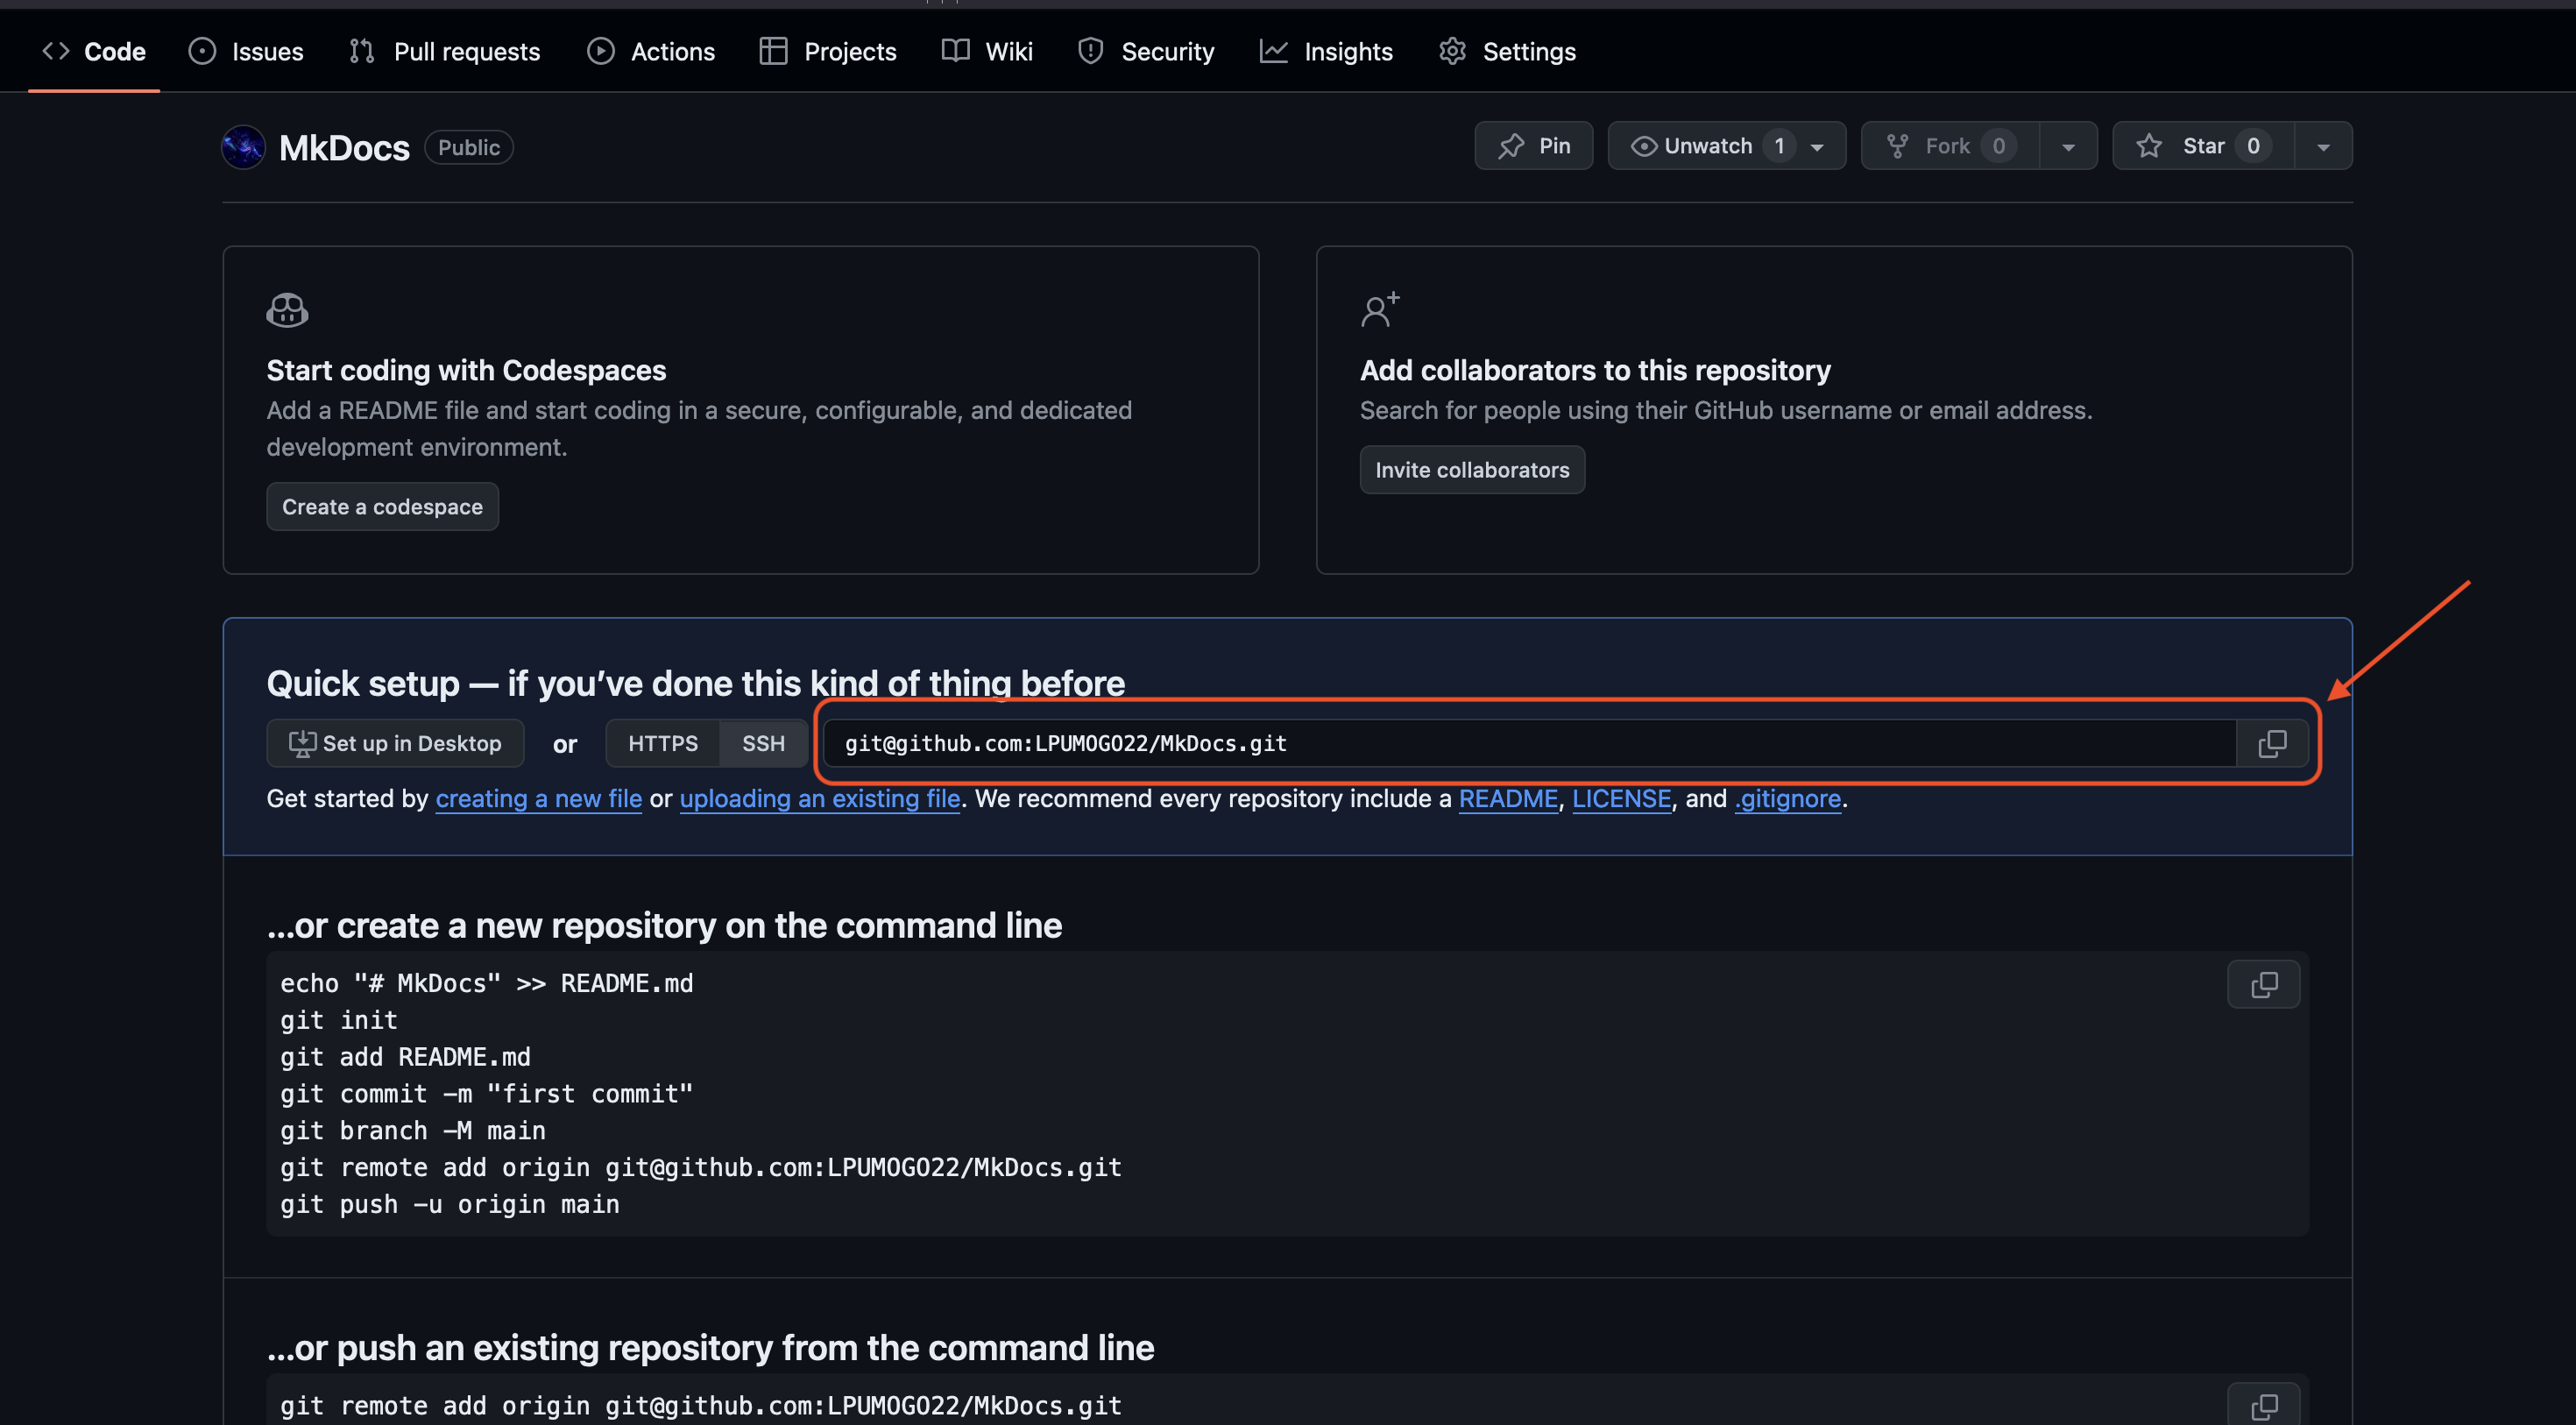 Code Issues Pull requests Actions Projects Wiki Security Insights Settings
MkDocs Public Pin Unwatch 1 Fork 0 Star 0
Start coding with Codespaces
Add a README file and start coding in a secure, configurable, and dedicated
development environment.
Create a codespace
Add collaborators to this repository
Search for people using their GitHub username or email address.
Invite collaborators
Quick setup — if you’ve done this kind of thing before
Set up in Desktop or HTTPS SSH git@github.com:LPUMOGO22/MkDocs.git
Get started by creating a new file or uploading an existing file. We recommend every repository include a README, LICENSE, and .gitignore.
…or create a new repository on the command line
echo "# MkDocs" >> README.md
git init
git add README.md
git commit -m "first commit"
git branch -M main
git remote add origin git@github.com:LPUMOGO22/MkDocs.git
git push -u origin main
…or push an existing repository from the command line
git remote add origin git@github.com:LPUMOGO22/MkDocs.git